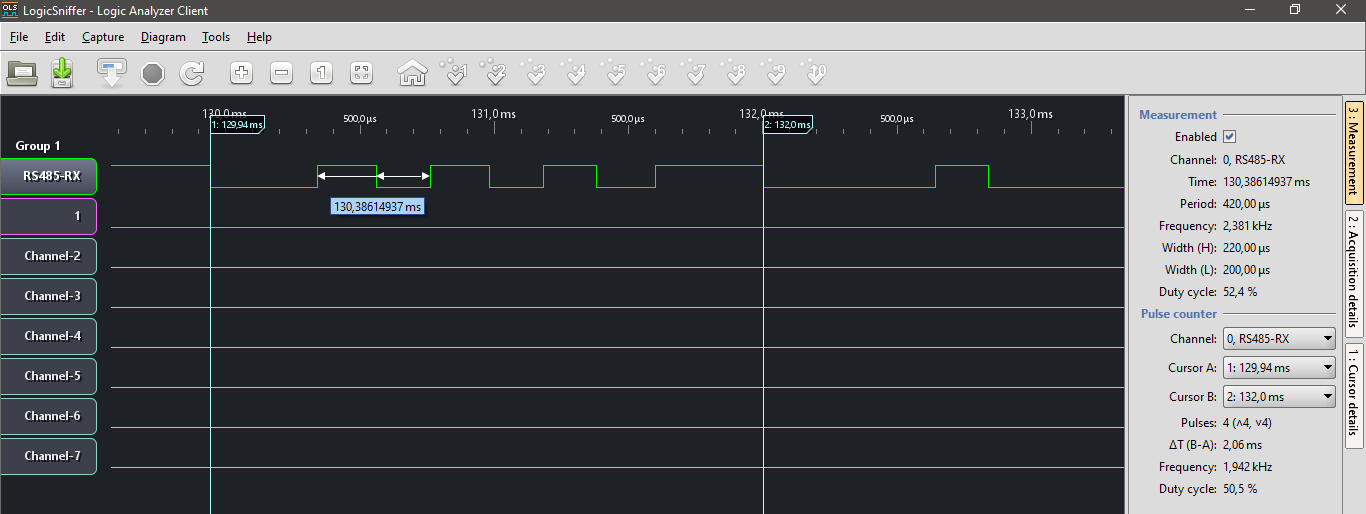 OLS LogicSniffer - Logic Analyzer Client
File Edit Capture Diagram Tools Help
1 1 2 3 4 5 6 7 8 9 10
130,0 ms 500,0 µs 131,0 ms 500,0 µs 132,0 ms 500,0 µs 133,0 ms
1: 129,94 ms 2: 132,0 ms
Group 1
RS485-RX
130,38614937 ms
1
Channel-2
Channel-3
Channel-4
Channel-5
Channel-6
Channel-7
Measurement
Enabled
Channel: 0, RS485-RX
Time: 130,38614937 ms
Period: 420,00 µs
Frequency: 2,381 kHz
Width (H): 220,00 µs
Width (L): 200,00 µs
Duty cycle: 52,4 %
Pulse counter
Channel: 0, RS485-RX
Cursor A: 1: 129,94 ms
Cursor B: 2: 132,0 ms
Pulses: 4 (˄4, ˅4)
ΔT (B-A): 2,06 ms
Frequency: 1,942 kHz
Duty cycle: 50,5 %
3 : Measurement
2 : Acquisition details
1 : Cursor details